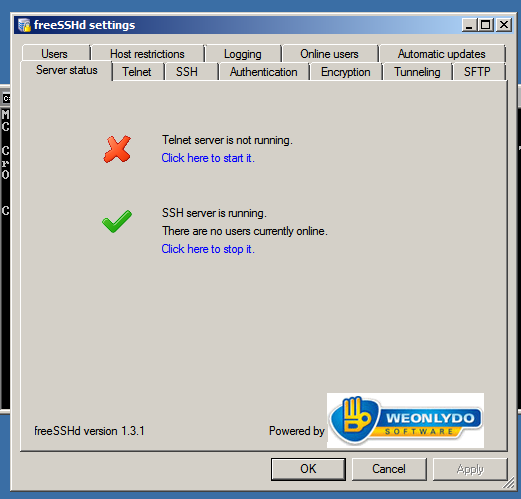 freeSSHd settings
Users Host restrictions Logging Online users Automatic updates
Server status Telnet SSH Authentication Encryption Tunneling SFTP
Telnet server is not running.
Click here to start it.
SSH server is running.
There are no users currently online.
Click here to stop it.
freeSSHd version 1.3.1
Powered by
WEONLYDO
SOFTWARE
OK Cancel Apply